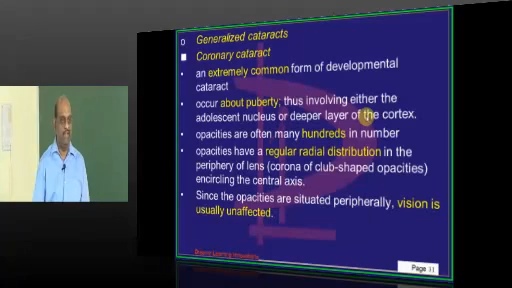 Generalized cataracts
Coronary cataract
an extremely common form of developmental
cataract
occur about puberty; thus involving either the
adolescent nucleus or deeper layer of the cortex.
opacities are often many hundreds in number
opacities have a regular radial distribution in the
periphery of lens (corona of club-shaped opacities)
encircling the central axis.
Since the opacities are situated peripherally, vision is
usually unaffected.
Page 31